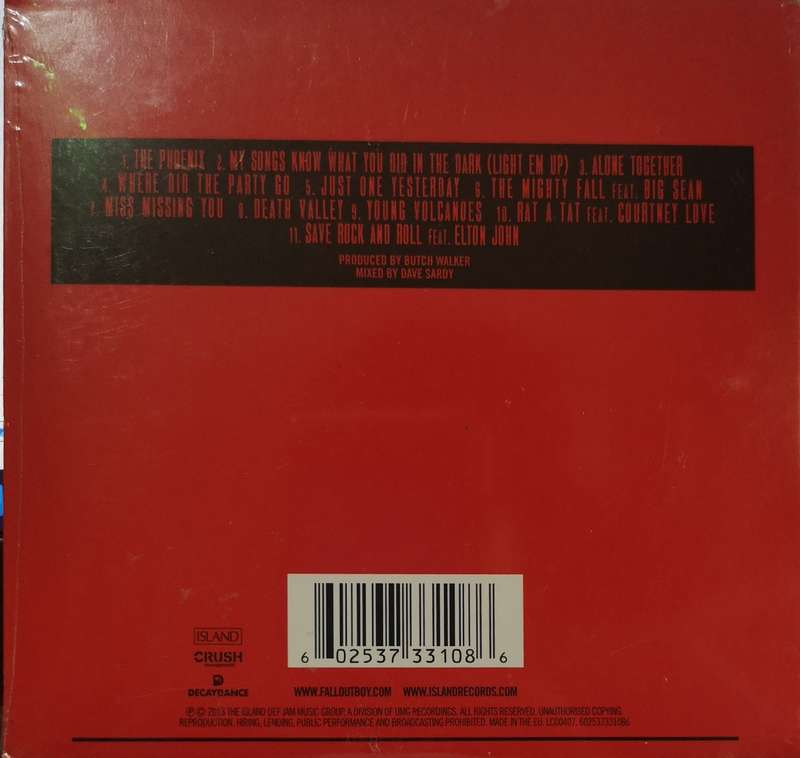 1. THE PHOENIX 2. MY SONGS KNOW WHAT YOU DID IN THE DARK (LIGHT EM UP) 3. ALONE TOGETHER
4. WHERE DID THE PARTY GO 5. JUST ONE YESTERDAY 6. THE MIGHTY FALL FEAT. BIG SEAN
7. MISS MISSING YOU 8. DEATH VALLEY 9. YOUNG VOLCANOES 10. RAT A TAT FEAT. COURTNEY LOVE
11. SAVE ROCK AND ROLL FEAT. ELTON JOHN
PRODUCED BY BUTCH WALKER
MIXED BY DAVE SARDY
6 02537 33108 6
ISLAND
CRUSH
MANAGEMENT
DECAYDANCE
WWW.FALLOUTBOY.COM WWW.ISLANDRECORDS.COM
℗ © 2013 THE ISLAND DEF JAM MUSIC GROUP, A DIVISION OF UMG RECORDINGS. ALL RIGHTS RESERVED. UNAUTHORISED COPYING,
REPRODUCTION, HIRING, LENDING, PUBLIC PERFORMANCE AND BROADCASTING PROHIBITED. MADE IN THE EU. LC00407. 602537331086